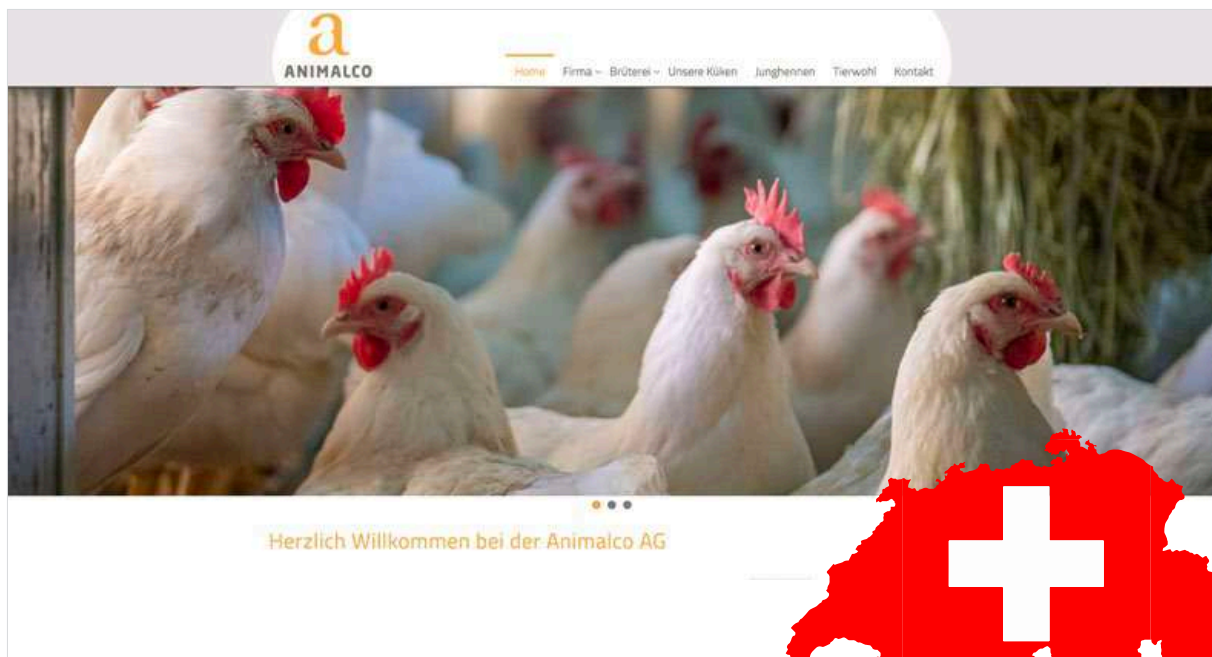 a
ANIMALCO
Home Firma Brüterei Unsere Küken Junghennen Tierwohl Kontakt
Herzlich Willkommen bei der Animalco AG